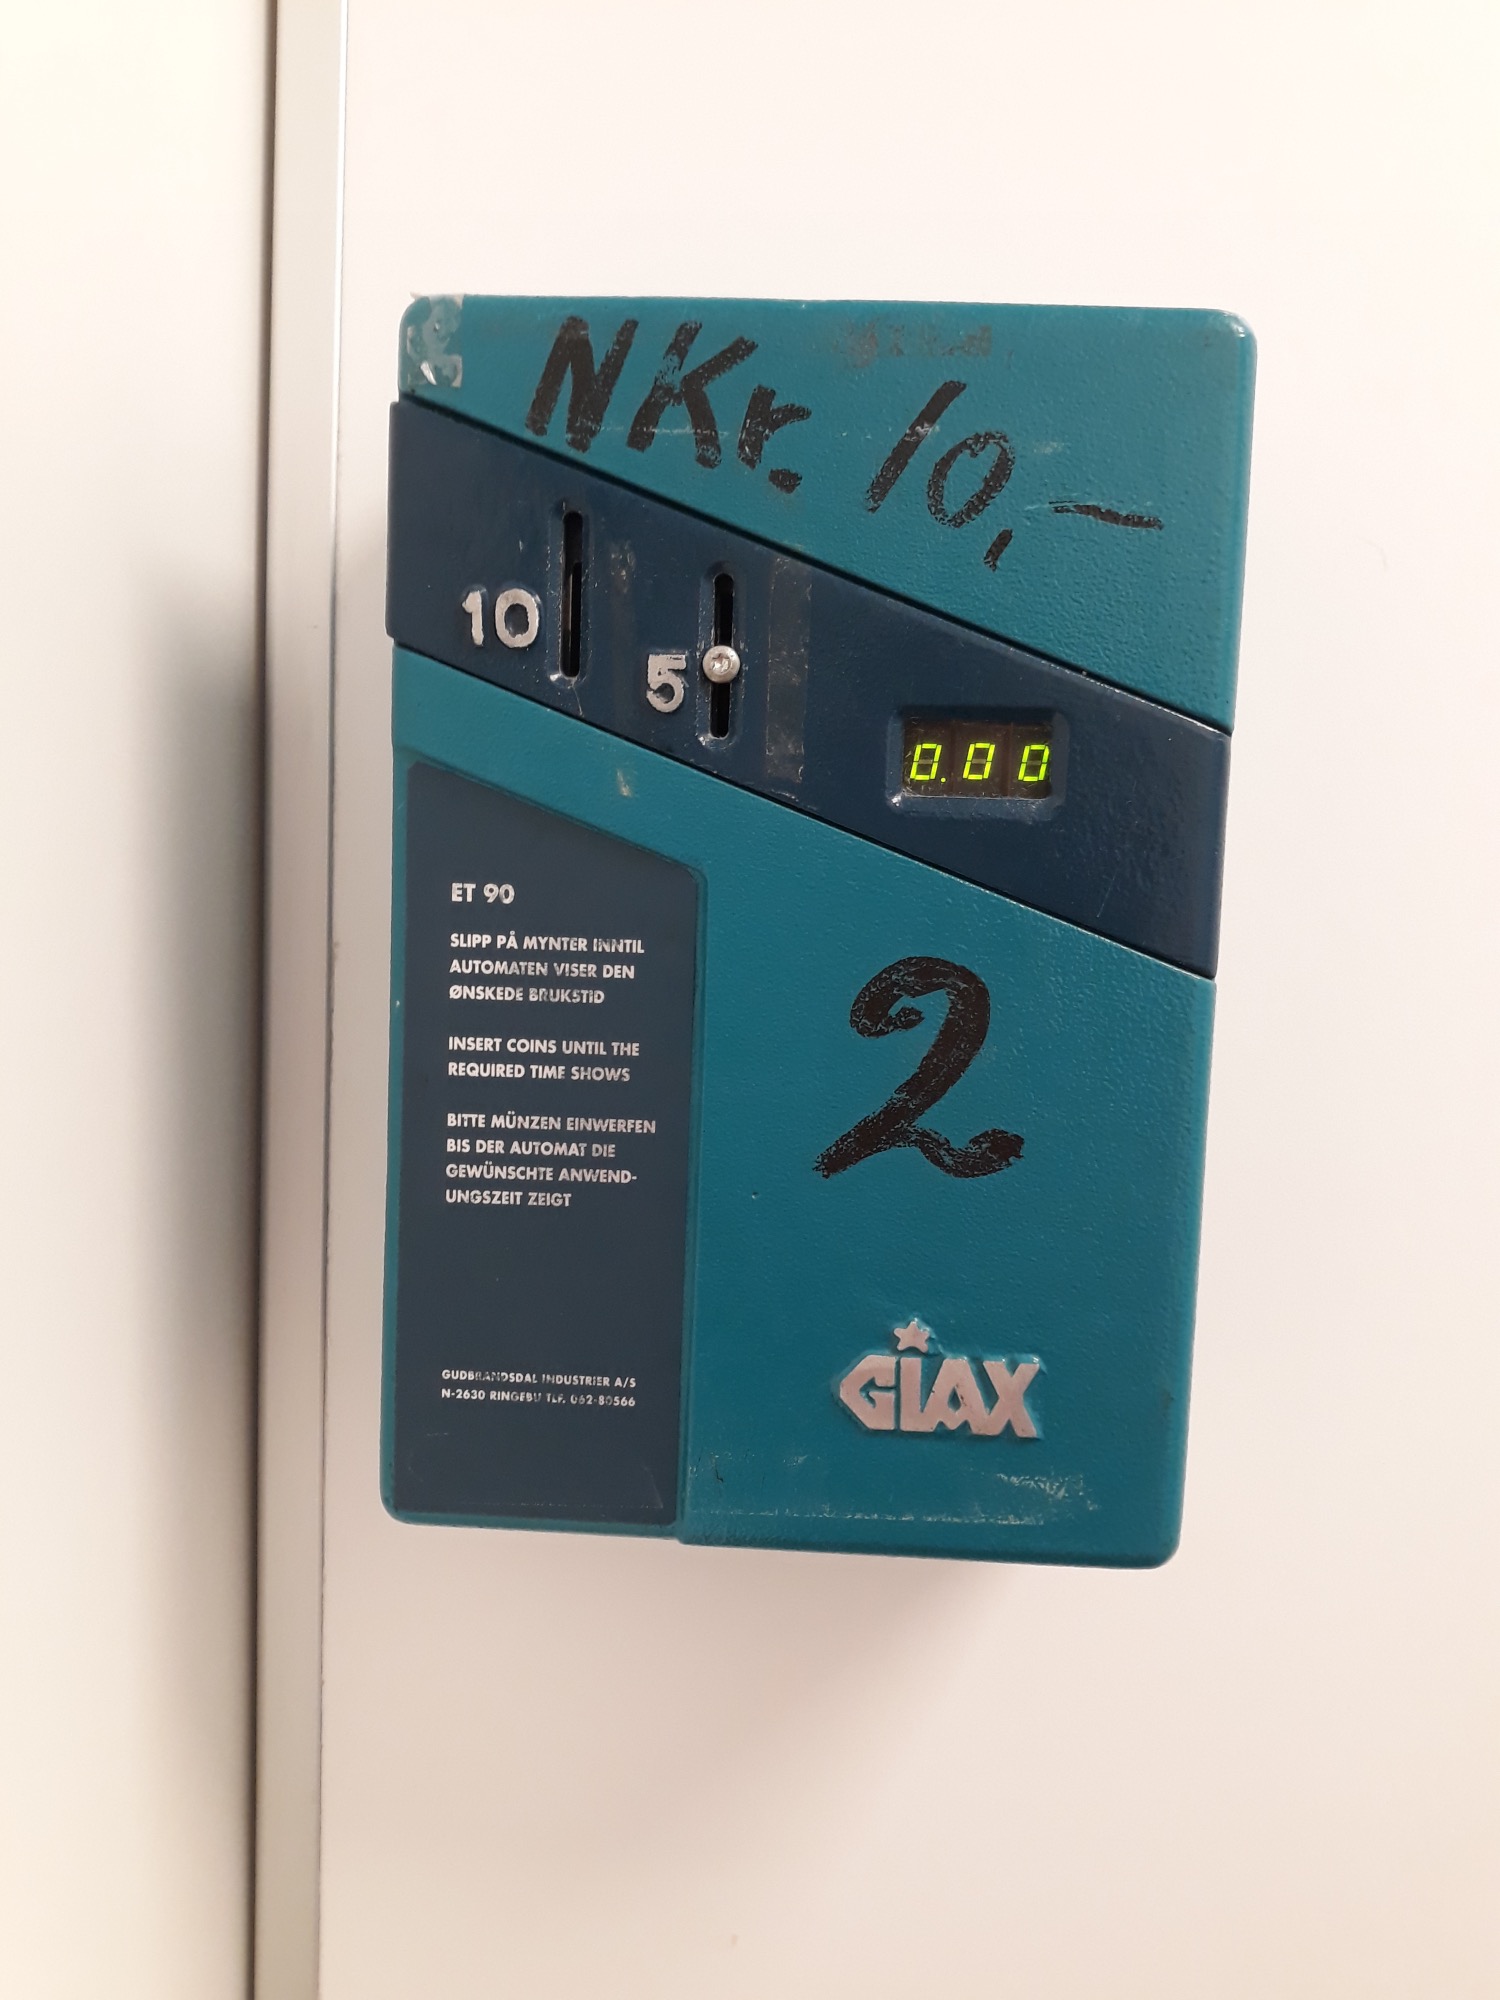 NKr. 10,-
10
5
0.00
ET 90
SLIPP PÅ MYNTER INNTIL
AUTOMATEN VISER DEN
ØNSKEDE BRUKSTID
INSERT COINS UNTIL THE
REQUIRED TIME SHOWS
BITTE MÜNZEN EINWERFEN
BIS DER AUTOMAT DIE
GEWÜNSCHTE ANWEND-
UNGSZEIT ZEIGT
2
GIAX
GUDBRANDSDAL INDUSTRIER A/S
N-2630 RINGEBU TLF. 062-80566